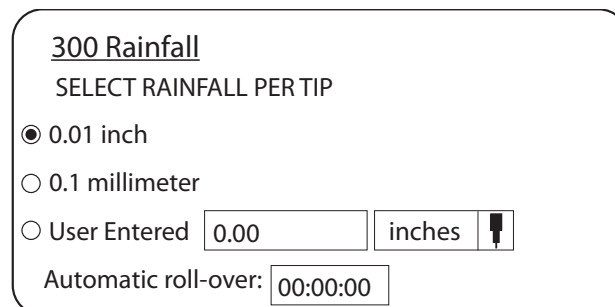 300 Rainfall
SELECT RAINFALL PER TIP
0.01 inch
0.1 millimeter
User Entered 0.00 inches
Automatic roll-over: 00:00:00